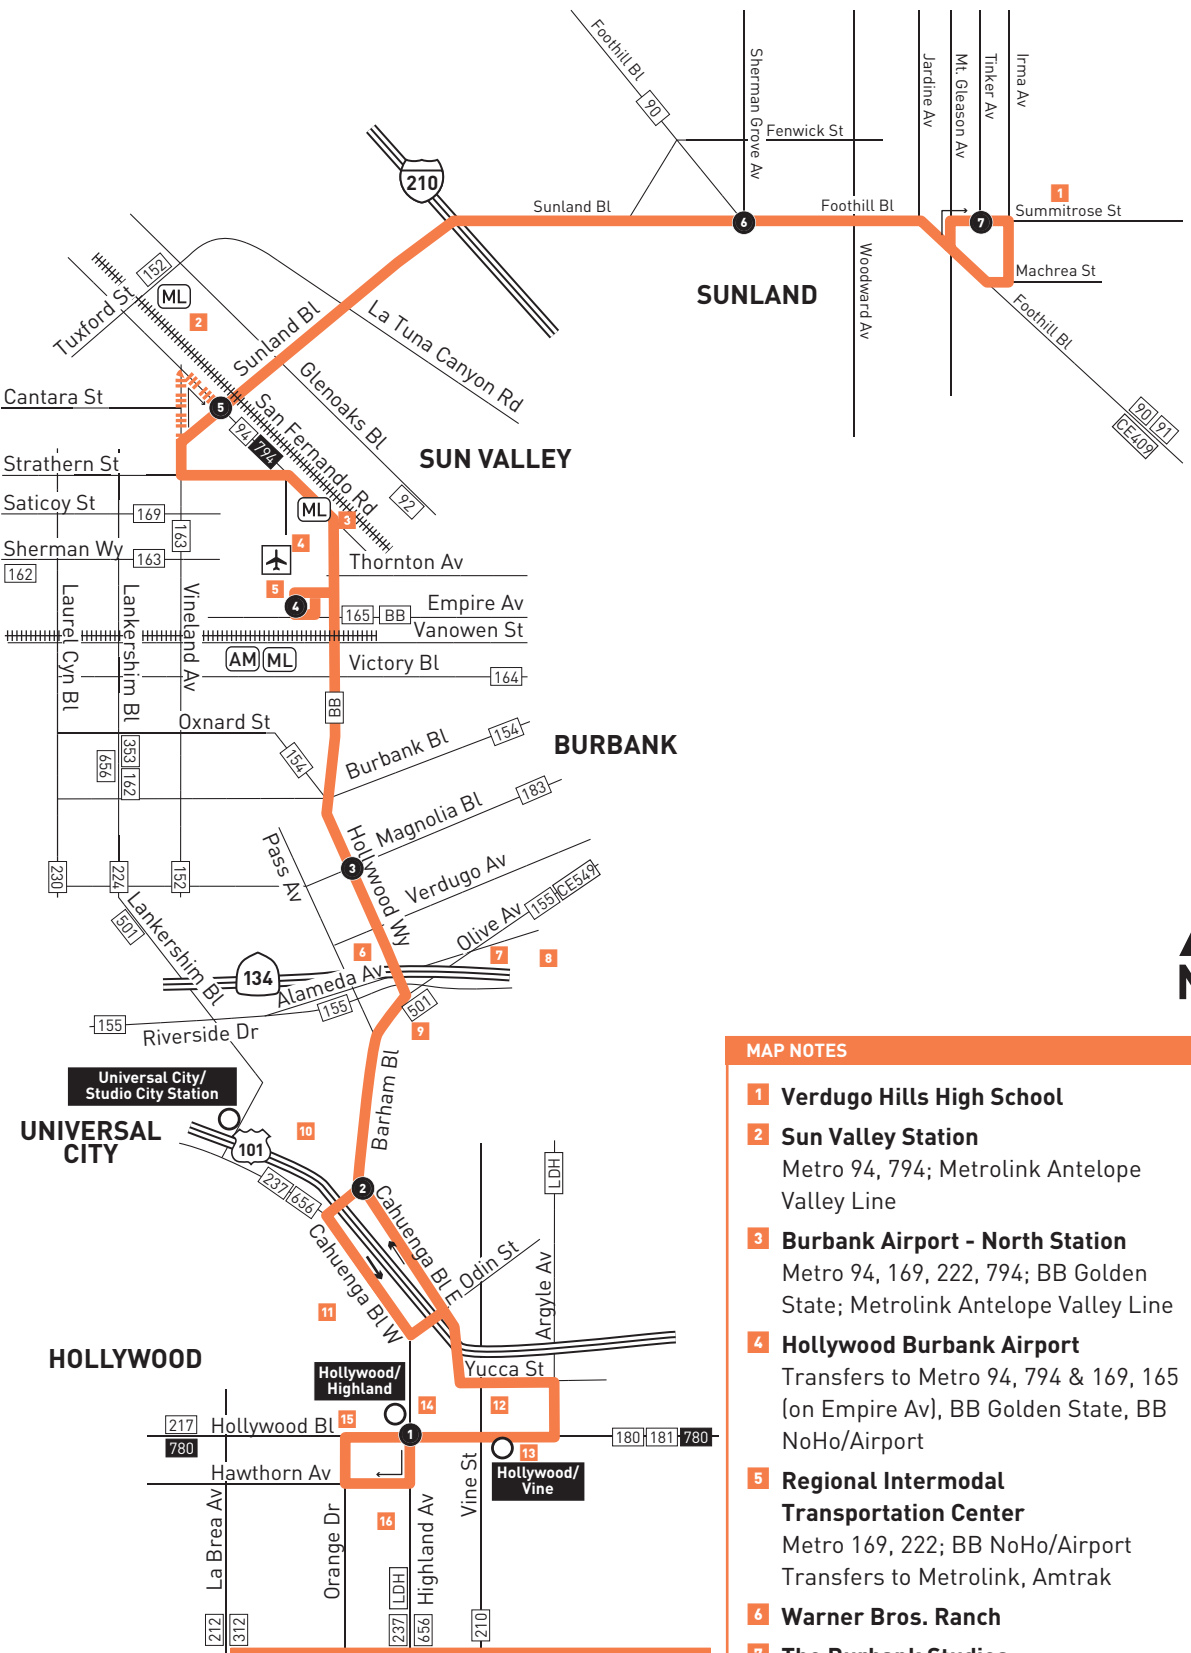 Foothill Bl
90
Sherman Grove Av
Fenwick St
Jardine Av
Mt. Gleason Av
Tinker Av
Irma Av
210
Sunland Bl
6
Foothill Bl
7
1
Summitrose St
Machrea St
SUNLAND
Woodward Av
Foothill Bl
90
91
CE409
152
ML
Tuxford St
2
Sunland Bl
La Tuna Canyon Rd
Glenoaks Bl
Cantara St
5
San Fernando Rd
94
794
SUN VALLEY
92
Strathern St
Saticoy St
169
163
ML
3
Sherman Wy
163
162
4
Thornton Av
5
4
Empire Av
165
BB
Vanowen St
AM
ML
Victory Bl
164
Laurel Cyn Bl
Lankershim Bl
Vineland Av
BB
Oxnard St
154
Burbank Bl
154
BURBANK
656
353
162
Magnolia Bl
183
Pass Av
3
Hollywood Wy
Verdugo Av
230
224
152
501
Lankershim Bl
Olive Av
155
CE549
6
7
8
134
Alameda Av
155
501
155
Riverside Dr
9
N
Barham Bl
Universal City/
Studio City Station
UNIVERSAL
CITY
101
10
237
656
2
Cahuenga Bl E
Cahuenga Bl W
Odin St
LDH
Argyle Av
11
HOLLYWOOD
Hollywood/
Highland
Yucca St
14
12
15
217
780
Hollywood Bl
1
13
180
181
780
Hawthorn Av
Hollywood/
Vine
Vine St
La Brea Av
Orange Dr
16
Highland Av
LDH
212
312
237
656
210
MAP NOTES
1 Verdugo Hills High School
2 Sun Valley Station
Metro 94, 794; Metrolink Antelope
Valley Line
3 Burbank Airport - North Station
Metro 94, 169, 222, 794; BB Golden
State; Metrolink Antelope Valley Line
4 Hollywood Burbank Airport
Transfers to Metro 94, 794 & 169, 165
(on Empire Av), BB Golden State, BB
NoHo/Airport
5 Regional Intermodal
Transportation Center
Metro 169, 222; BB NoHo/Airport
Transfers to Metrolink, Amtrak
6 Warner Bros. Ranch
7 The Burbank Studios